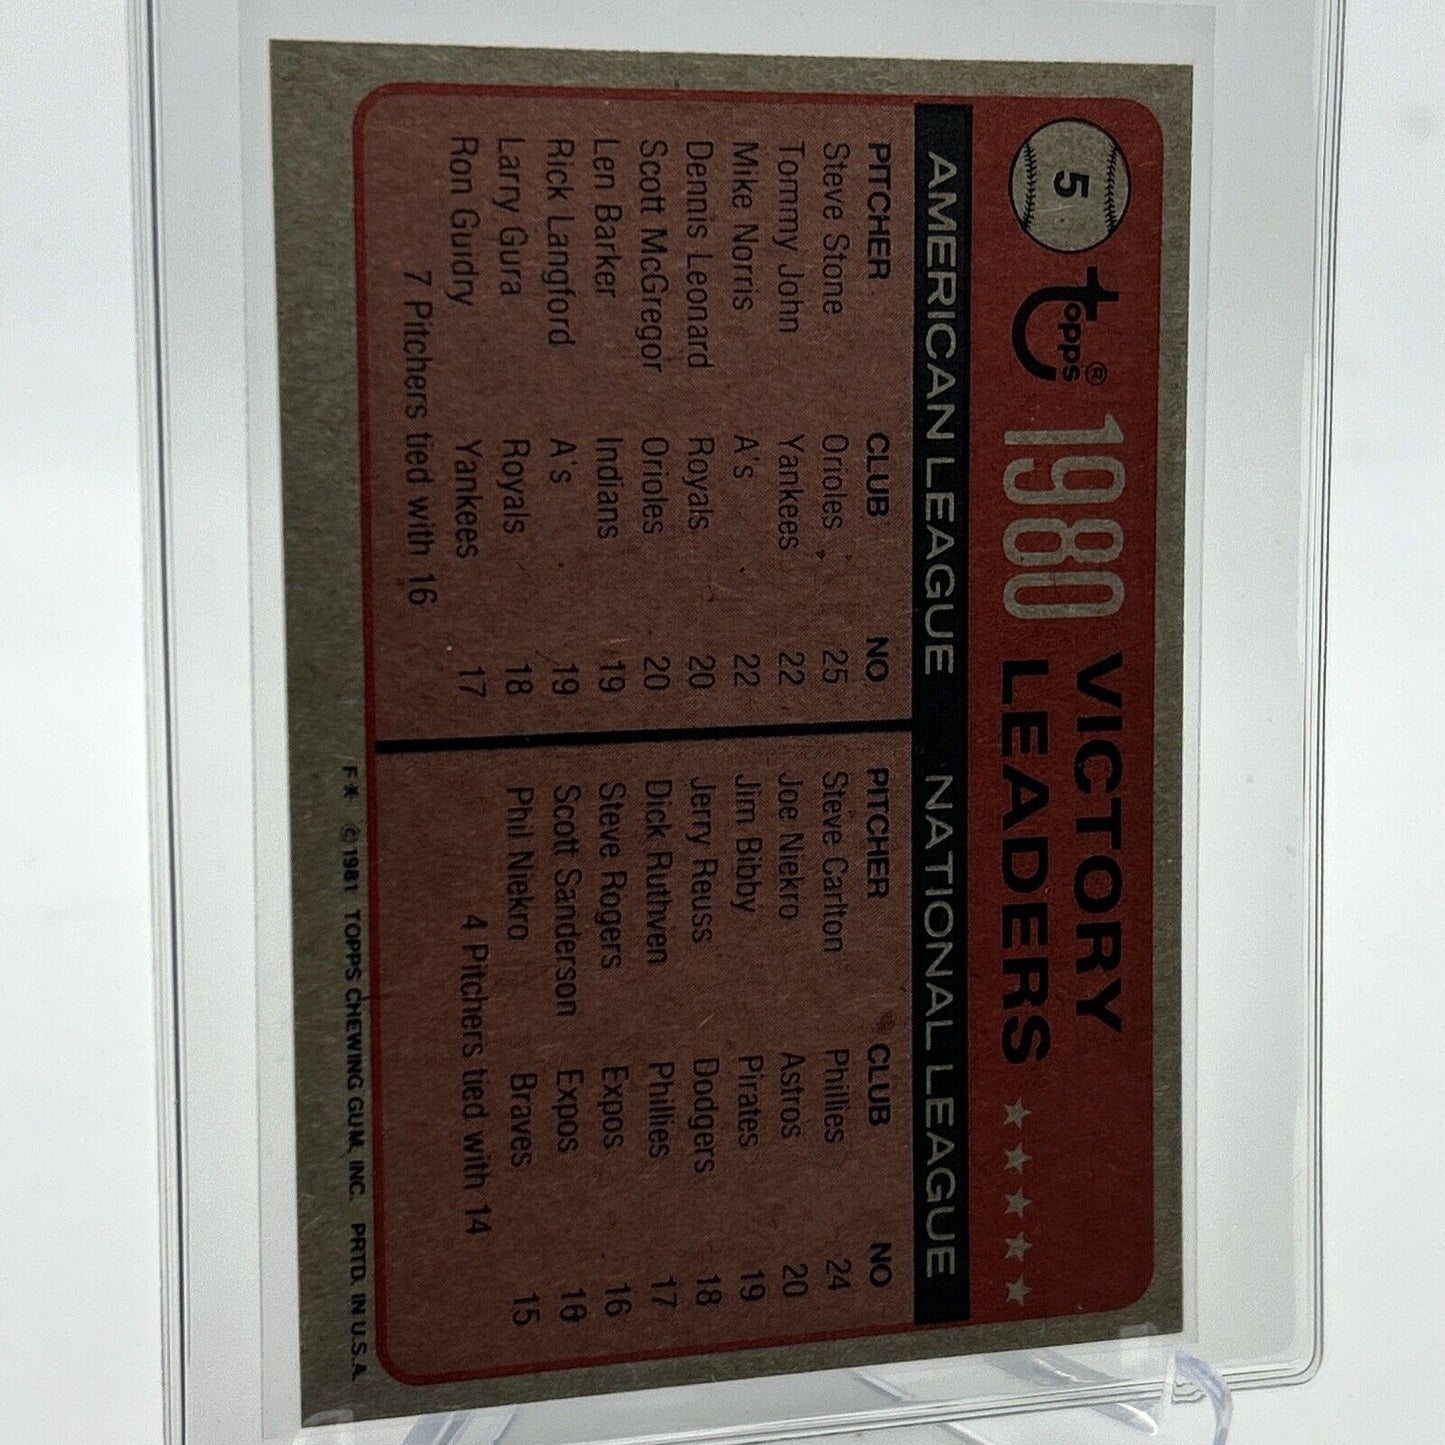 5 Topps® 1980 VICTORY LEADERS
AMERICAN LEAGUE
PITCHER CLUB NO
Steve Stone Orioles 25
Tommy John Yankees 22
Mike Norris A's 22
Dennis Leonard Royals 20
Scott McGregor Orioles 20
Len Barker Indians 19
Rick Langford A's 19
Larry Gura Royals 18
Ron Guidry Yankees 17
7 Pitchers tied with 16
NATIONAL LEAGUE
PITCHER CLUB NO
Steve Carlton Phillies 24
Joe Niekro Astros 20
Jim Bibby Pirates 19
Jerry Reuss Dodgers 18
Dick Ruthven Phillies 17
Steve Rogers Expos 16
Scott Sanderson Expos 16
Phil Niekro Braves 15
4 Pitchers tied with 14
F* © 1981 TOPPS CHEWING GUM, INC. PRTD. IN U.S.A.